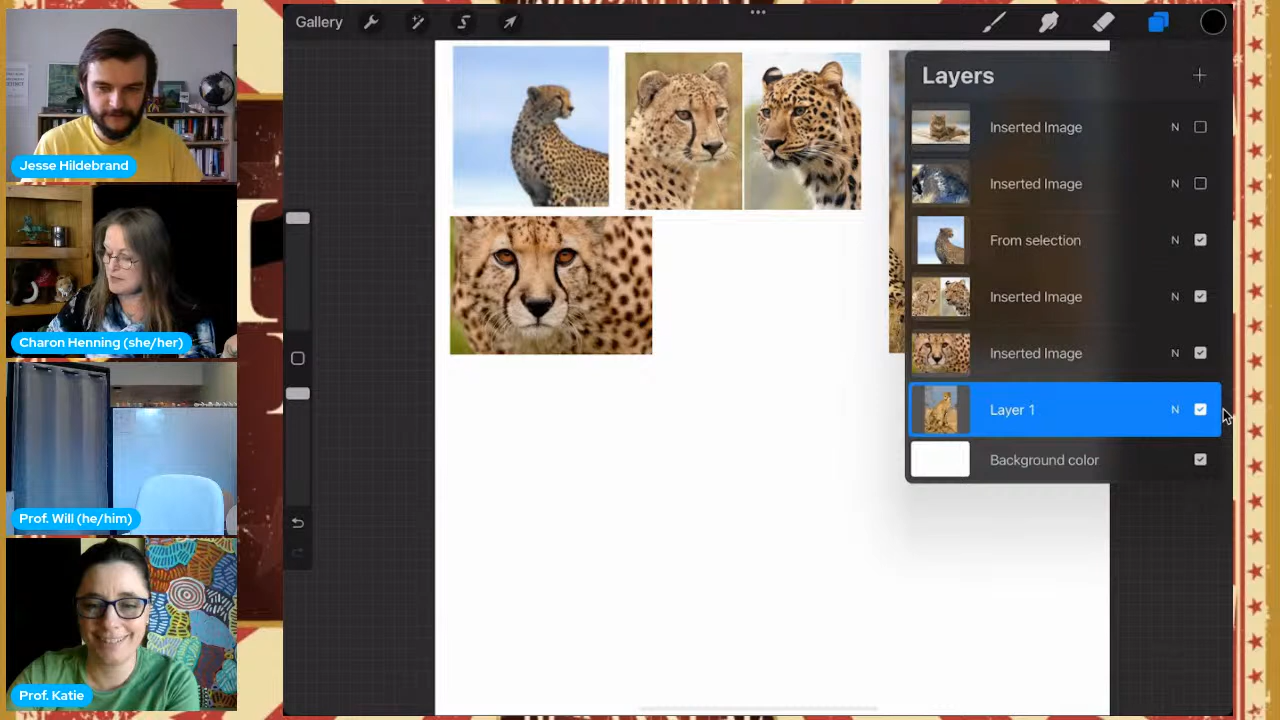 Gallery
Layers
Inserted Image N
Inserted Image N
From selection N
Inserted Image N
Inserted Image N
Layer 1 N
Background color
Jesse Hildebrand
Charon Henning (she/her)
Prof. Will (he/him)
Prof. Katie